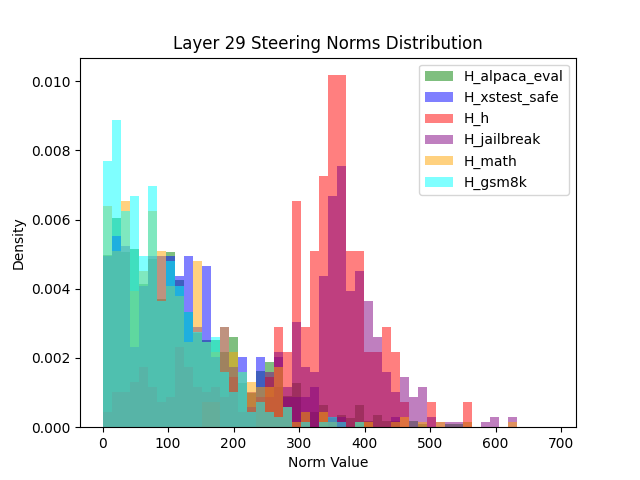 Layer 29 Steering Norms Distribution
H_alpaca_eval
H_xstest_safe
H_h
H_jailbreak
H_math
H_gsm8k
Density
0.010
0.008
0.006
0.004
0.002
0.000
0 100 200 300 400 500 600 700
Norm Value